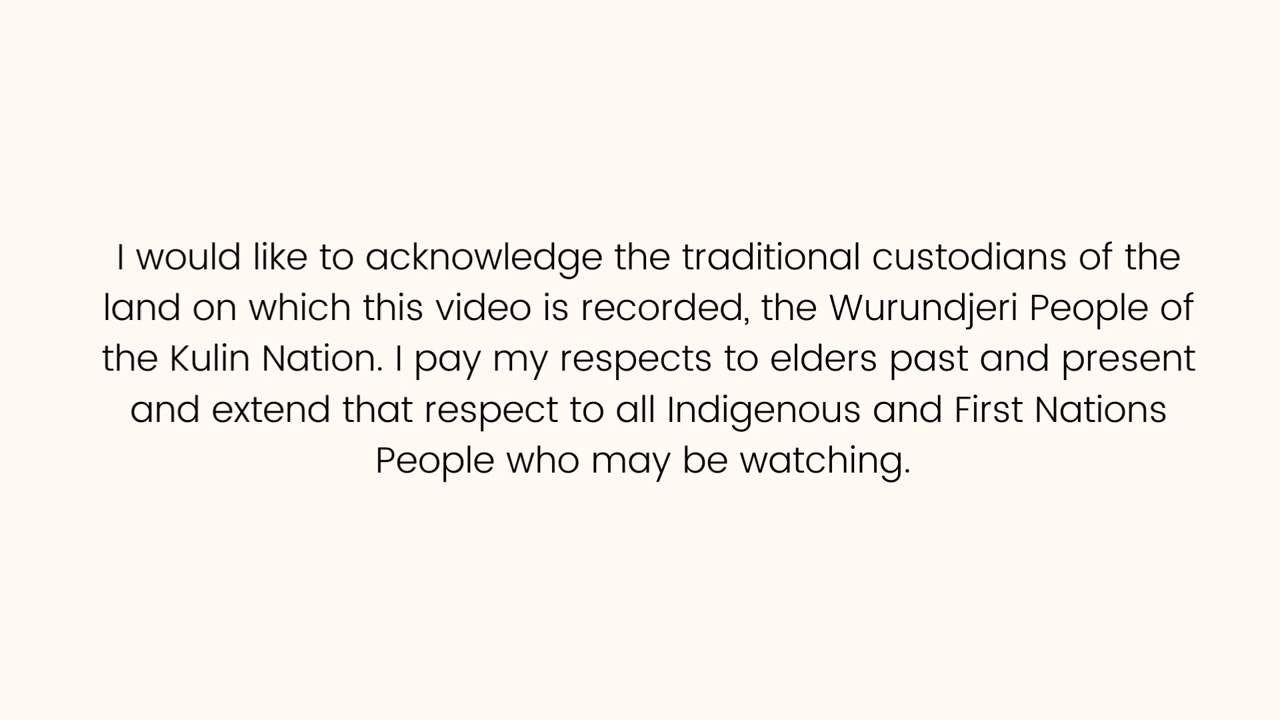 I would like to acknowledge the traditional custodians of the
land on which this video is recorded, the Wurundjeri People of
the Kulin Nation. I pay my respects to elders past and present
and extend that respect to all Indigenous and First Nations
People who may be watching.